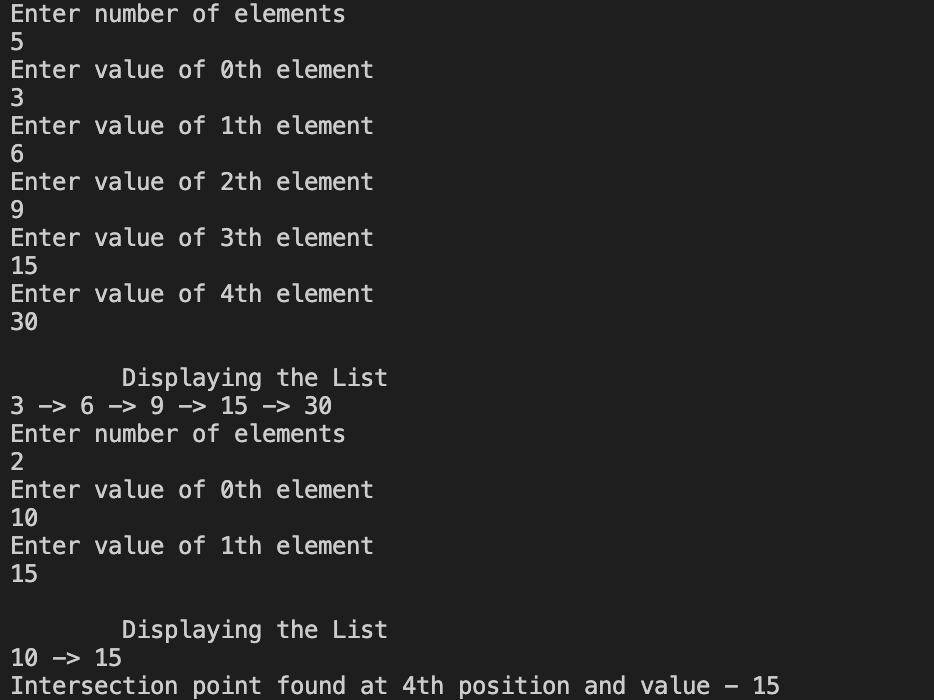 Enter number of elements
5
Enter value of 0th element
3
Enter value of 1th element
6
Enter value of 2th element
9
Enter value of 3th element
15
Enter value of 4th element
30
Displaying the List
3 -> 6 -> 9 -> 15 -> 30
Enter number of elements
2
Enter value of 0th element
10
Enter value of 1th element
15
Displaying the List
10 -> 15
Intersection point found at 4th position and value - 15